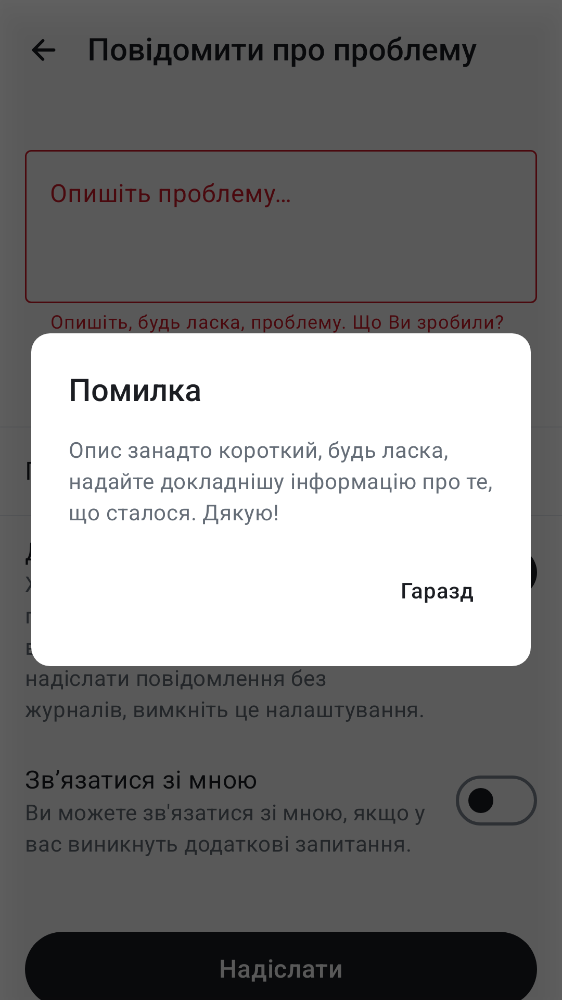 Повідомити про проблему
Опишіть проблему…
Опишіть, будь ласка, проблему. Що Ви зробили?
Помилка
Опис занадто короткий, будь ласка,
надайте докладнішу інформацію про те,
що сталося. Дякую!
Гаразд
надіслати повідомлення без
журналів, вимкніть це налаштування.
Зв’язатися зі мною
Ви можете зв'язатися зі мною, якщо у
вас виникнуть додаткові запитання.
Надіслати